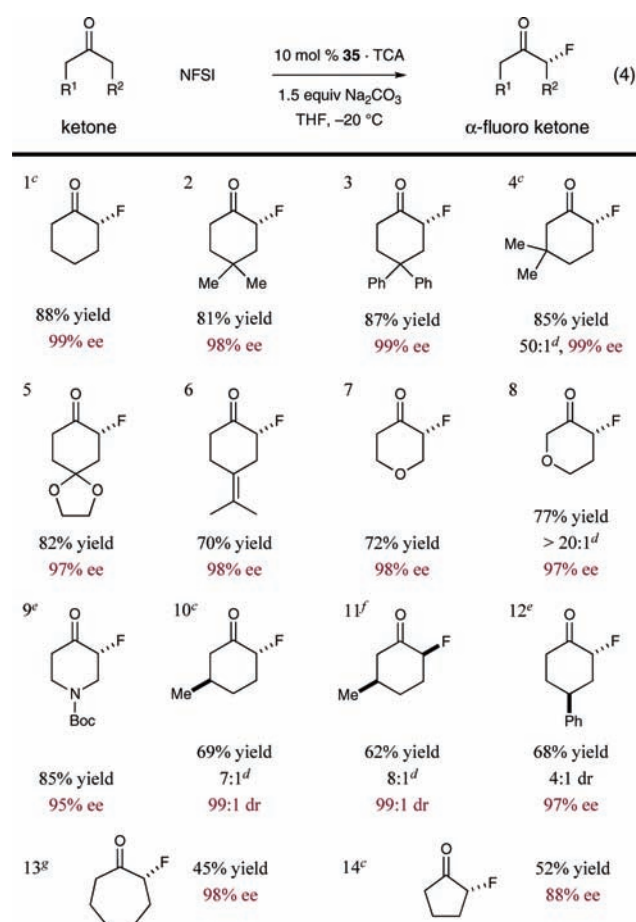 O
O
F
R¹
R²
NFSI
10 mol % 35 · TCA
1.5 equiv Na₂CO₃
THF, –20 °C
R¹
R²
(4)
ketone
α-fluoro ketone
1ᶜ
O
F
88% yield
99% ee
2
O
F
Me
Me
81% yield
98% ee
3
O
F
Ph
Ph
87% yield
99% ee
4ᶜ
O
F
Me
Me
85% yield
50:1ᵈ, 99% ee
5
O
F
O
O
82% yield
97% ee
6
O
F
70% yield
98% ee
7
O
F
O
72% yield
98% ee
8
O
F
O
77% yield
> 20:1ᵈ
97% ee
9ᵉ
O
F
N
Boc
85% yield
95% ee
10ᶜ
O
F
Me
69% yield
7:1ᵈ
99:1 dr
11ᶠ
O
F
Me
62% yield
8:1ᵈ
99:1 dr
12ᵉ
O
F
Ph
68% yield
4:1 dr
97% ee
13ᵍ
O
F
45% yield
98% ee
14ᶜ
O
F
52% yield
88% ee